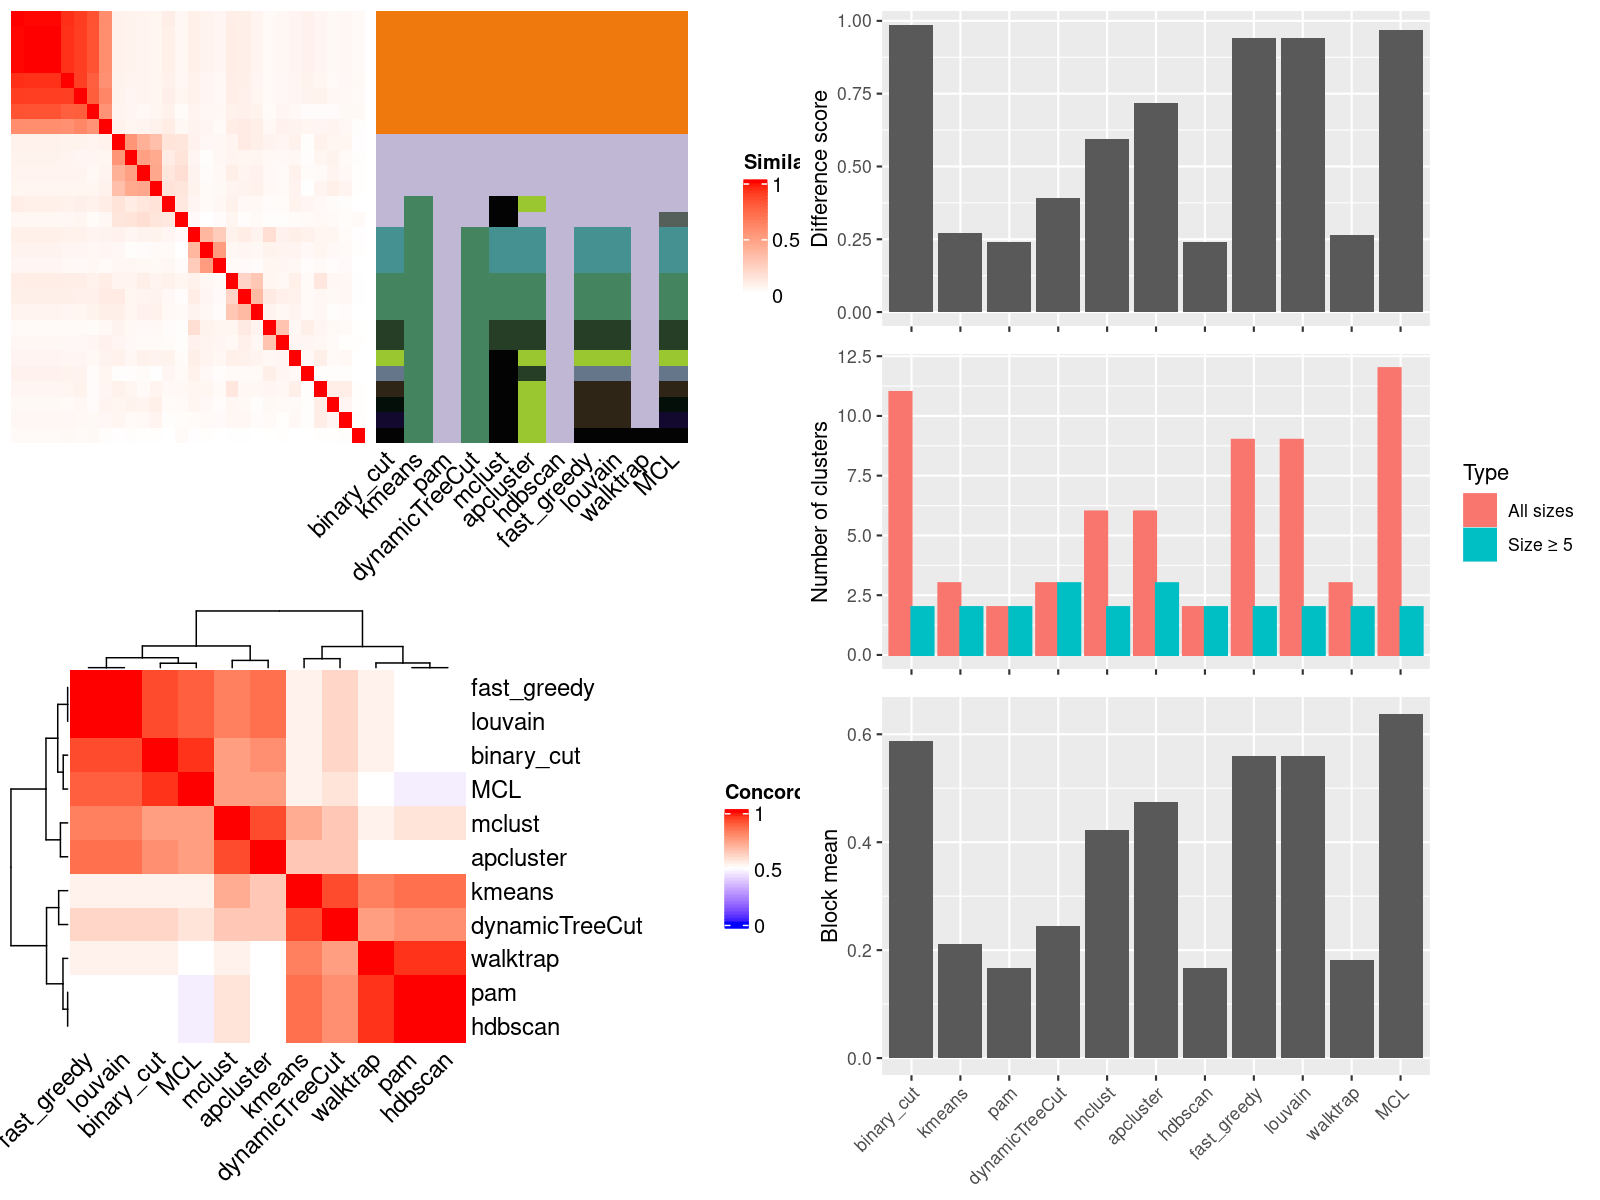 Simila
1
0.5
0
binary_cut
kmeans
pam
dynamicTreeCut
mclust
apcluster
hdbscan
fast_greedy
louvain
walktrap
MCL
fast_greedy
louvain
binary_cut
MCL
mclust
apcluster
kmeans
dynamicTreeCut
walktrap
pam
hdbscan
Concord
1
0.5
0
fast_greedy
louvain
binary_cut
MCL
mclust
apcluster
kmeans
dynamicTreeCut
walktrap
pam
hdbscan
Difference score
1.00
0.75
0.50
0.25
0.00
Number of clusters
12.5
10.0
7.5
5.0
2.5
0.0
Type
All sizes
Size ≥ 5
Block mean
0.6
0.4
0.2
0.0
binary_cut
kmeans
pam
dynamicTreeCut
mclust
apcluster
hdbscan
fast_greedy
louvain
walktrap
MCL